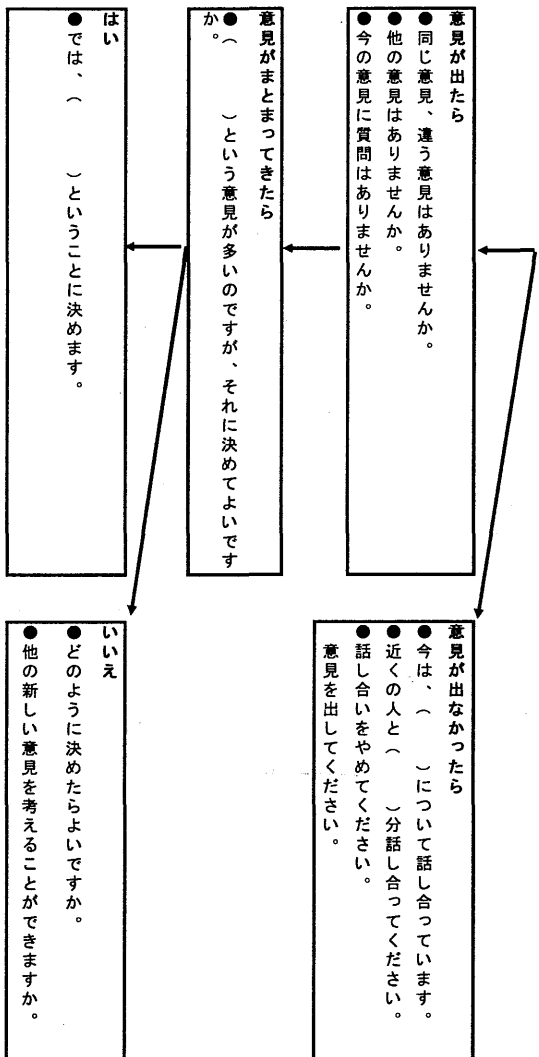 意見が出たら
●同じ意見、違う意見はありませんか。
●他の意見はありませんか。
●今の意見に質問はありませんか。
意見が出なかったら
●今は、（　　）について話し合っています。
●近くの人と（　　）分話し合ってください。
●話し合いをやめてください。
意見を出してください。
意見がまとまってきたら
●（　　　）という意見が多いのですが、それに決めてよいです
か。
はい
●では、（　　　）ということに決めます。
いいえ
●どのように決めたらよいですか。
●他の新しい意見を考えることができますか。